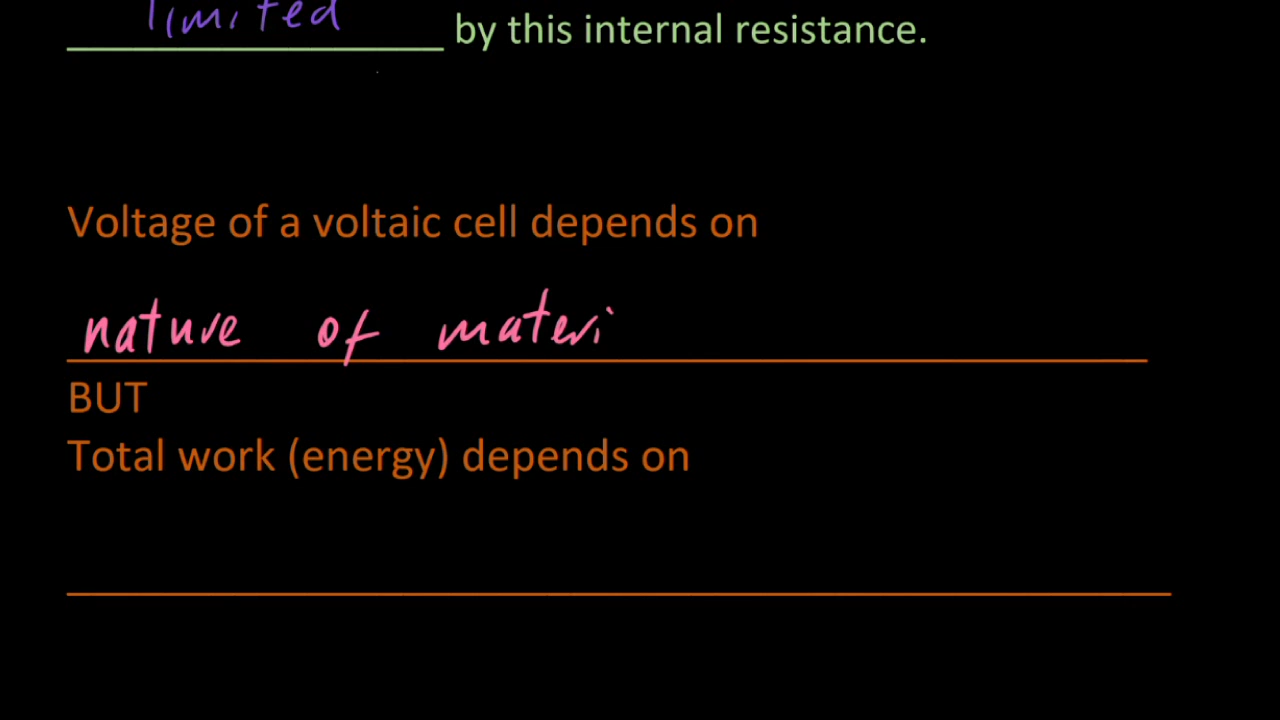 limited by this internal resistance.
Voltage of a voltaic cell depends on
nature of materi
BUT
Total work (energy) depends on